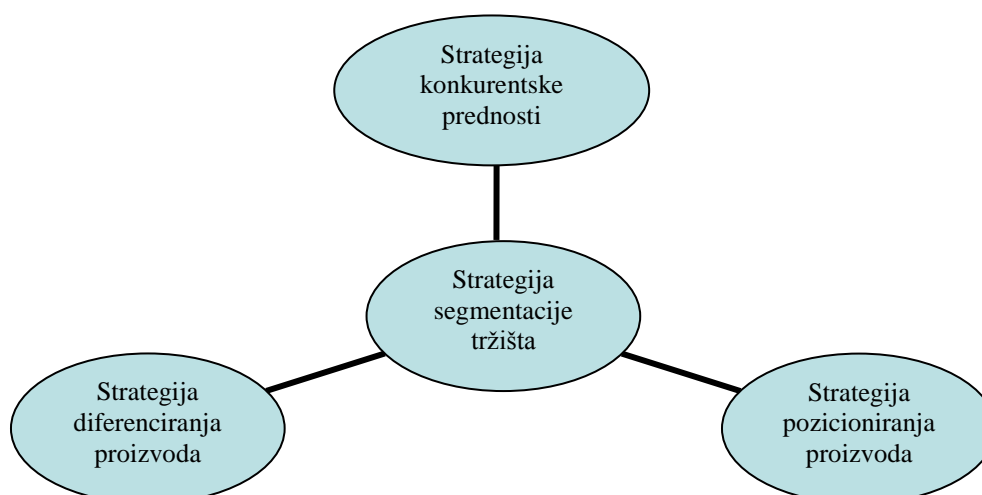 Strategija
konkurentske
prednosti
Strategija
segmentacije
tržišta
Strategija
diferenciranja
proizvoda
Strategija
pozicioniranja
proizvoda